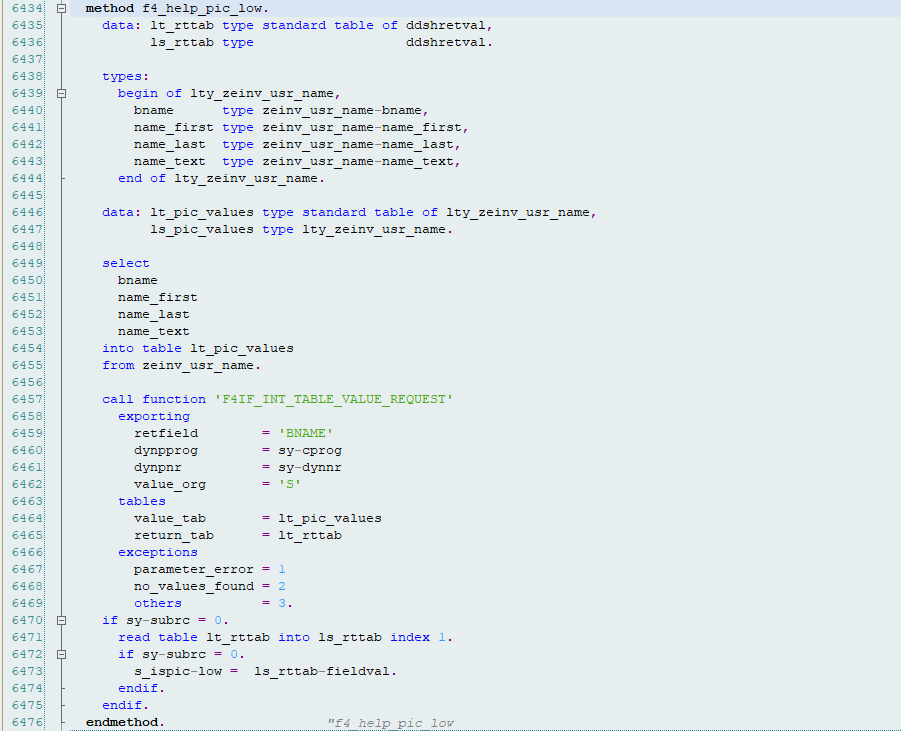 6434 method f4_help_pic_low.
6435 data: lt_rttab type standard table of ddshretval,
6436 ls_rttab type ddshretval.
6437
6438 types:
6439 begin of lty_zeinv_usr_name,
6440 bname type zeinv_usr_name-bname,
6441 name_first type zeinv_usr_name-name_first,
6442 name_last type zeinv_usr_name-name_last,
6443 name_text type zeinv_usr_name-name_text,
6444 end of lty_zeinv_usr_name.
6445
6446 data: lt_pic_values type standard table of lty_zeinv_usr_name,
6447 ls_pic_values type lty_zeinv_usr_name.
6448
6449 select
6450 bname
6451 name_first
6452 name_last
6453 name_text
6454 into table lt_pic_values
6455 from zeinv_usr_name.
6456
6457 call function 'F4IF_INT_TABLE_VALUE_REQUEST'
6458 exporting
6459 retfield = 'BNAME'
6460 dynpprog = sy-cprog
6461 dynpnr = sy-dynnr
6462 value_org = 'S'
6463 tables
6464 value_tab = lt_pic_values
6465 return_tab = lt_rttab
6466 exceptions
6467 parameter_error = 1
6468 no_values_found = 2
6469 others = 3.
6470 if sy-subrc = 0.
6471 read table lt_rttab into ls_rttab index 1.
6472 if sy-subrc = 0.
6473 s_ispic-low = ls_rttab-fieldval.
6474 endif.
6475 endif.
6476 endmethod. "f4_help_pic_low